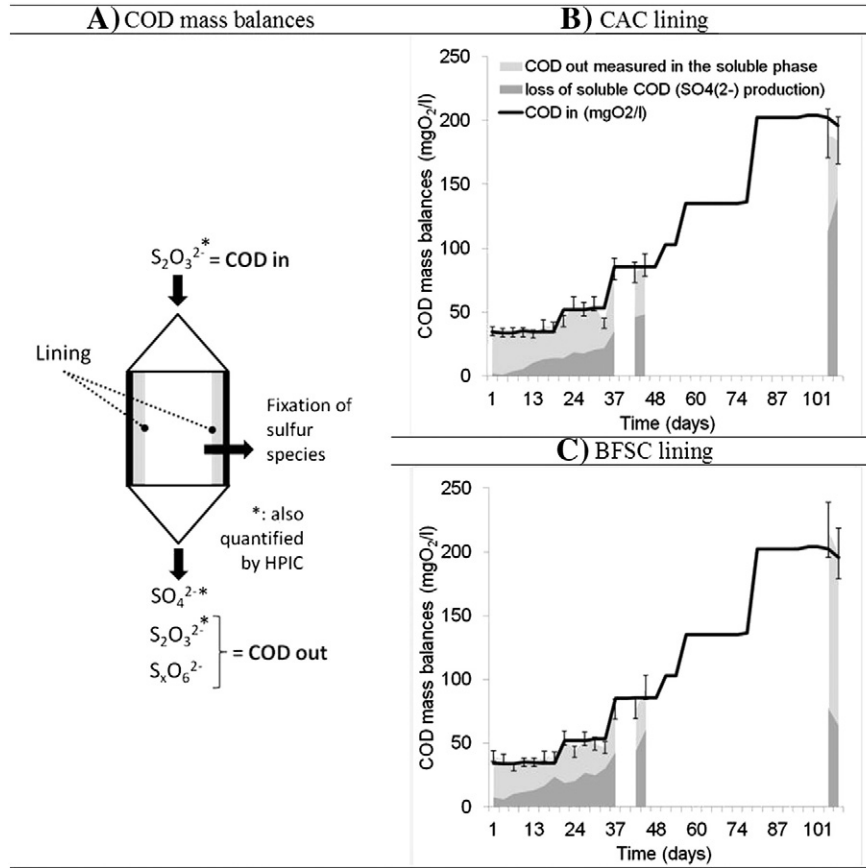 A) COD mass balances
S₂O₃²⁻* = COD in
Lining
Fixation of
sulfur
species
*: also
quantified
by HPIC
SO₄²⁻*
S₂O₃²⁻*
SₓO₆²⁻
= COD out
B) CAC lining
COD mass balances (mgO₂/l)
250
200
150
100
50
0
COD out measured in the soluble phase
loss of soluble COD (SO4(2-) production)
COD in (mgO2/l)
1 13 24 37 48 60 74 87 101
Time (days)
C) BFSC lining
COD mass balances (mgO₂/l)
250
200
150
100
50
0
1 13 24 37 48 60 74 87 101
Time (days)